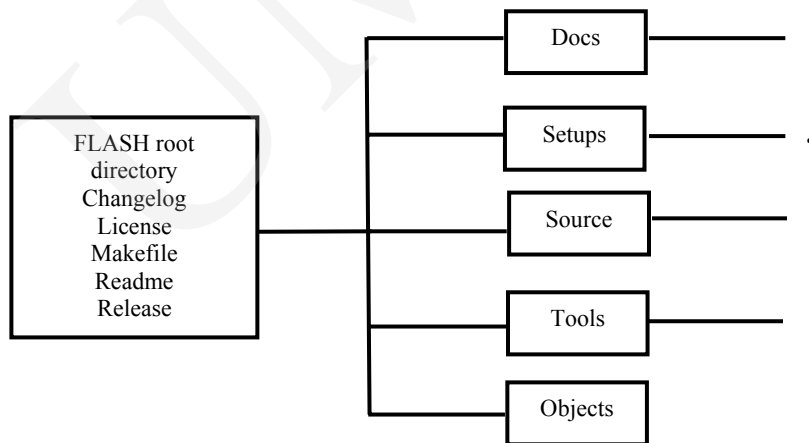 FLASH root
directory
Changelog
License
Makefile
Readme
Release
Docs
Setups
Source
Tools
Objects